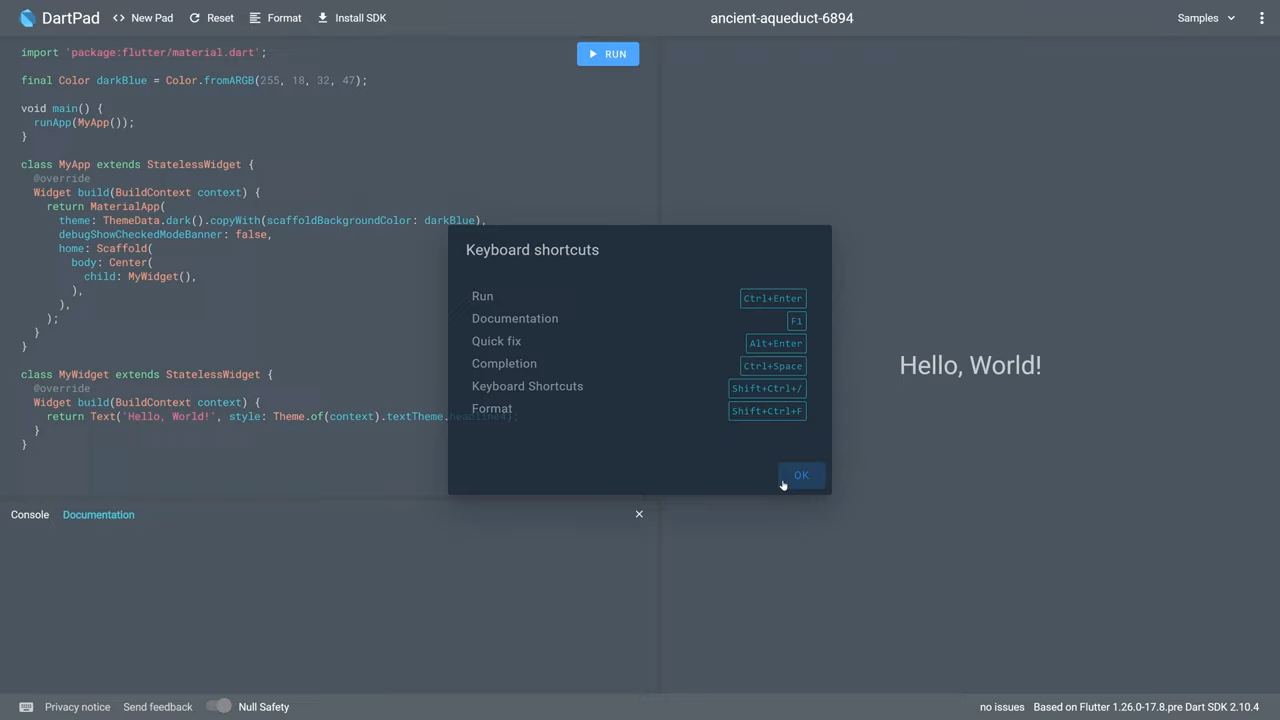 DartPad
New Pad
Reset
Format
Install SDK
ancient-aqueduct-6894
Samples
import 'package:flutter/material.dart';
RUN
final Color darkBlue = Color.fromARGB(255, 18, 32, 47);
void main() {
runApp(MyApp());
}
class MyApp extends StatelessWidget {
@override
Widget build(BuildContext context) {
return MaterialApp(
theme: ThemeData.dark().copyWith(scaffoldBackgroundColor: darkBlue),
debugShowCheckedModeBanner: false,
home: Scaffold(
body: Center(
child: MyWidget(),
),
),
);
}
}
class MyWidget extends StatelessWidget {
@override
Widget build(BuildContext context) {
return Text('Hello, World!', style: Theme.of(context).textTheme.headline4);
}
}
Keyboard shortcuts
Run Ctrl+Enter
Documentation F1
Quick fix Alt+Enter
Completion Ctrl+Space
Keyboard Shortcuts Shift+Ctrl+/
Format Shift+Ctrl+F
OK
Hello, World!
Console Documentation
Privacy notice Send feedback Null Safety
no issues Based on Flutter 1.26.0-17.8.pre Dart SDK 2.10.4